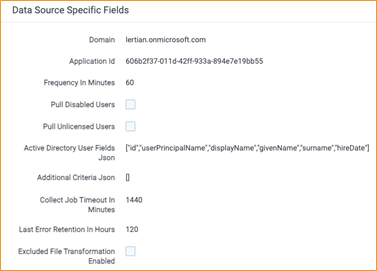 Data Source Specific Fields
Domain lertian.onmicrosoft.com
Application Id 606b2f37-011d-42ff-933a-894e7e19bb55
Frequency In Minutes 60
Pull Disabled Users
Pull Unlicensed Users
Active Directory User Fields ["id","userPrincipalName","displayName","givenName","surname","hireDate"]
Json
Additional Criteria Json []
Collect Job Timeout In 1440
Minutes
Last Error Retention In Hours 120
Excluded File Transformation
Enabled